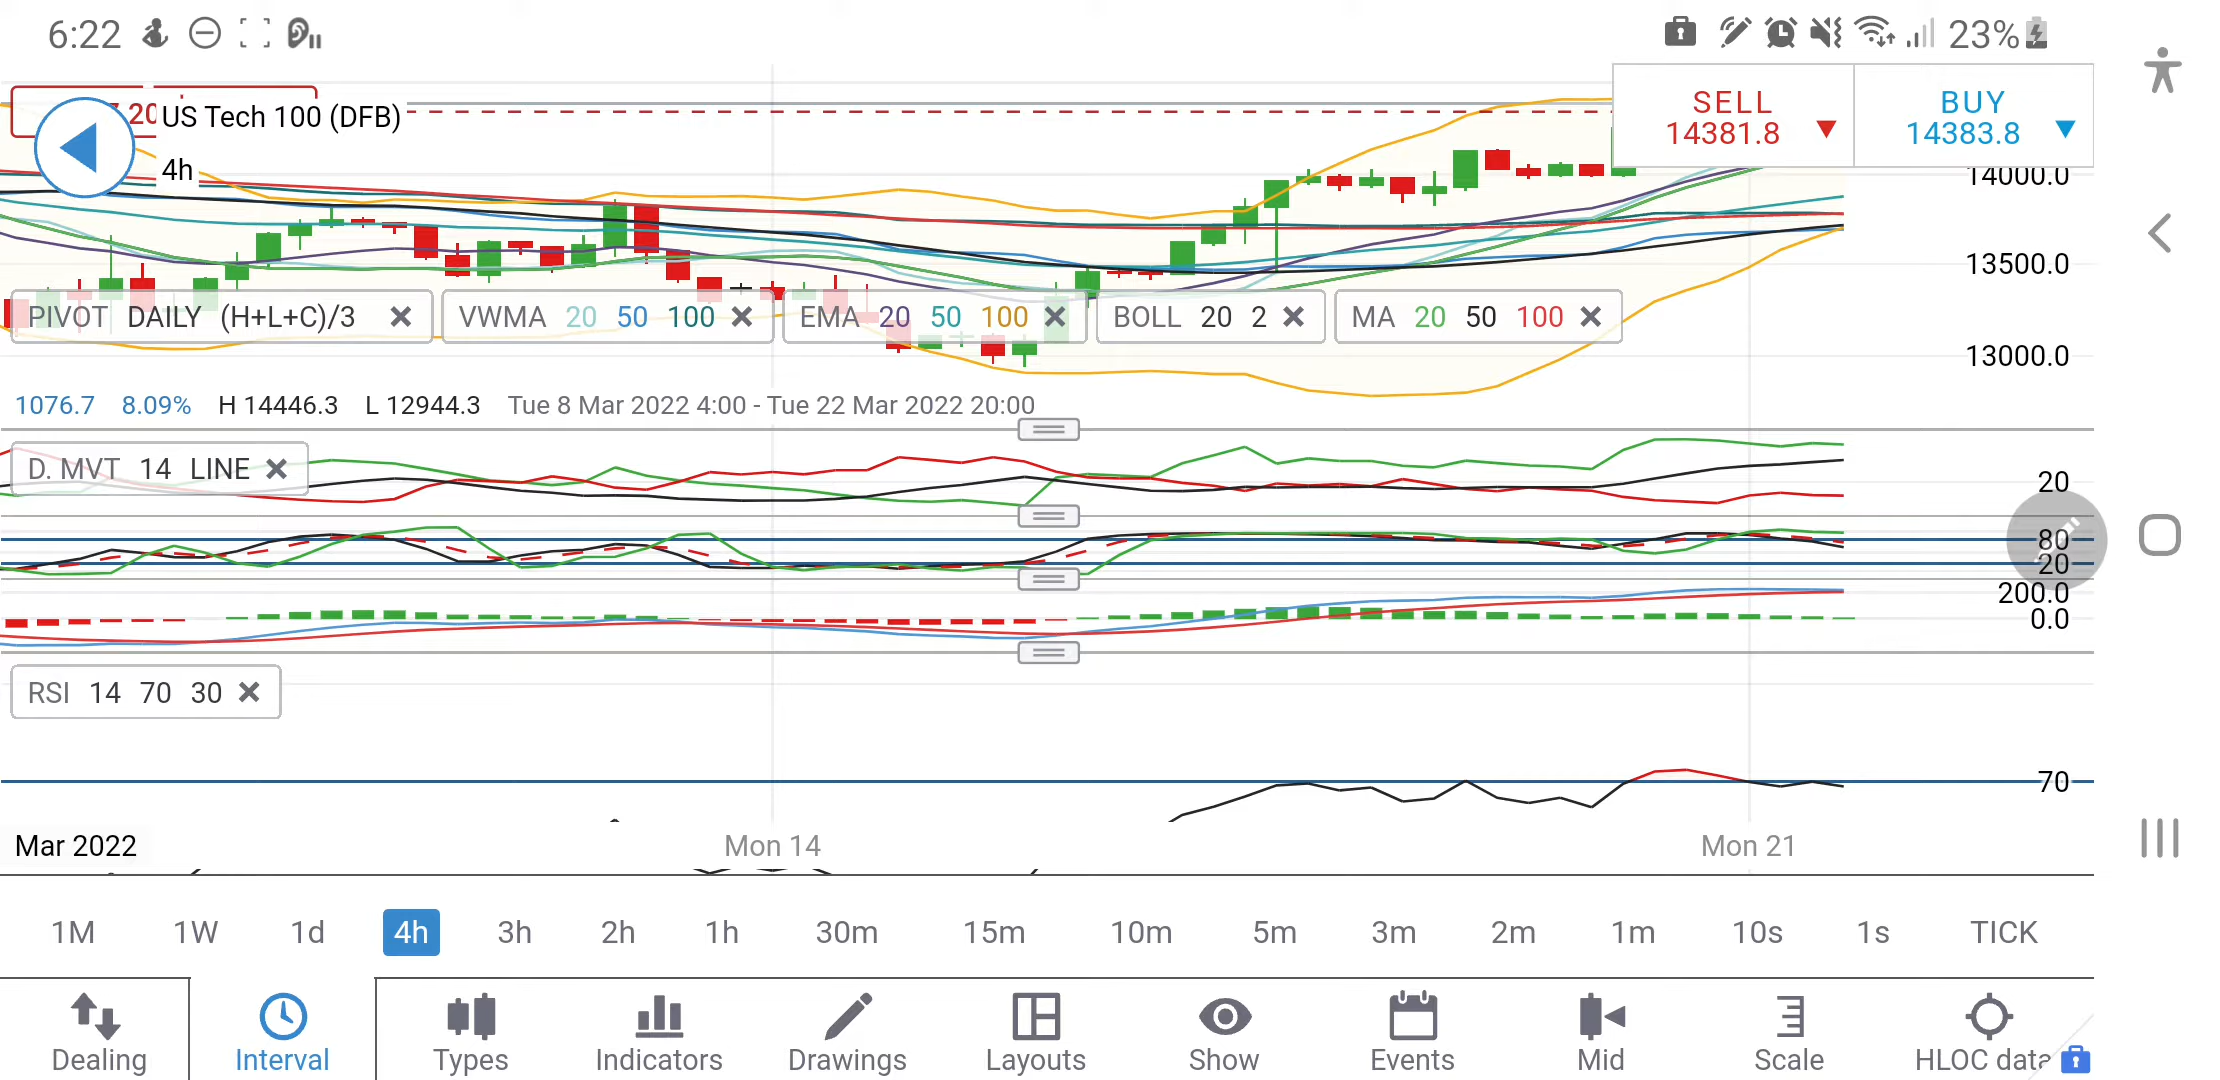 6:22
23%
20
US Tech 100 (DFB)
4h
SELL
14381.8
BUY
14383.8
14000.0
13500.0
13000.0
PIVOT DAILY (H+L+C)/3
VWMA 20 50 100
EMA 20 50 100
BOLL 20 2
MA 20 50 100
1076.7 8.09% H 14446.3 L 12944.3 Tue 8 Mar 2022 4:00 - Tue 22 Mar 2022 20:00
D. MVT 14 LINE
20
80
20
200.0
0.0
RSI 14 70 30
70
Mar 2022 Mon 14 Mon 21
1M 1W 1d 4h 3h 2h 1h 30m 15m 10m 5m 3m 2m 1m 10s 1s TICK
Dealing Interval Types Indicators Drawings Layouts Show Events Mid Scale HLOC data